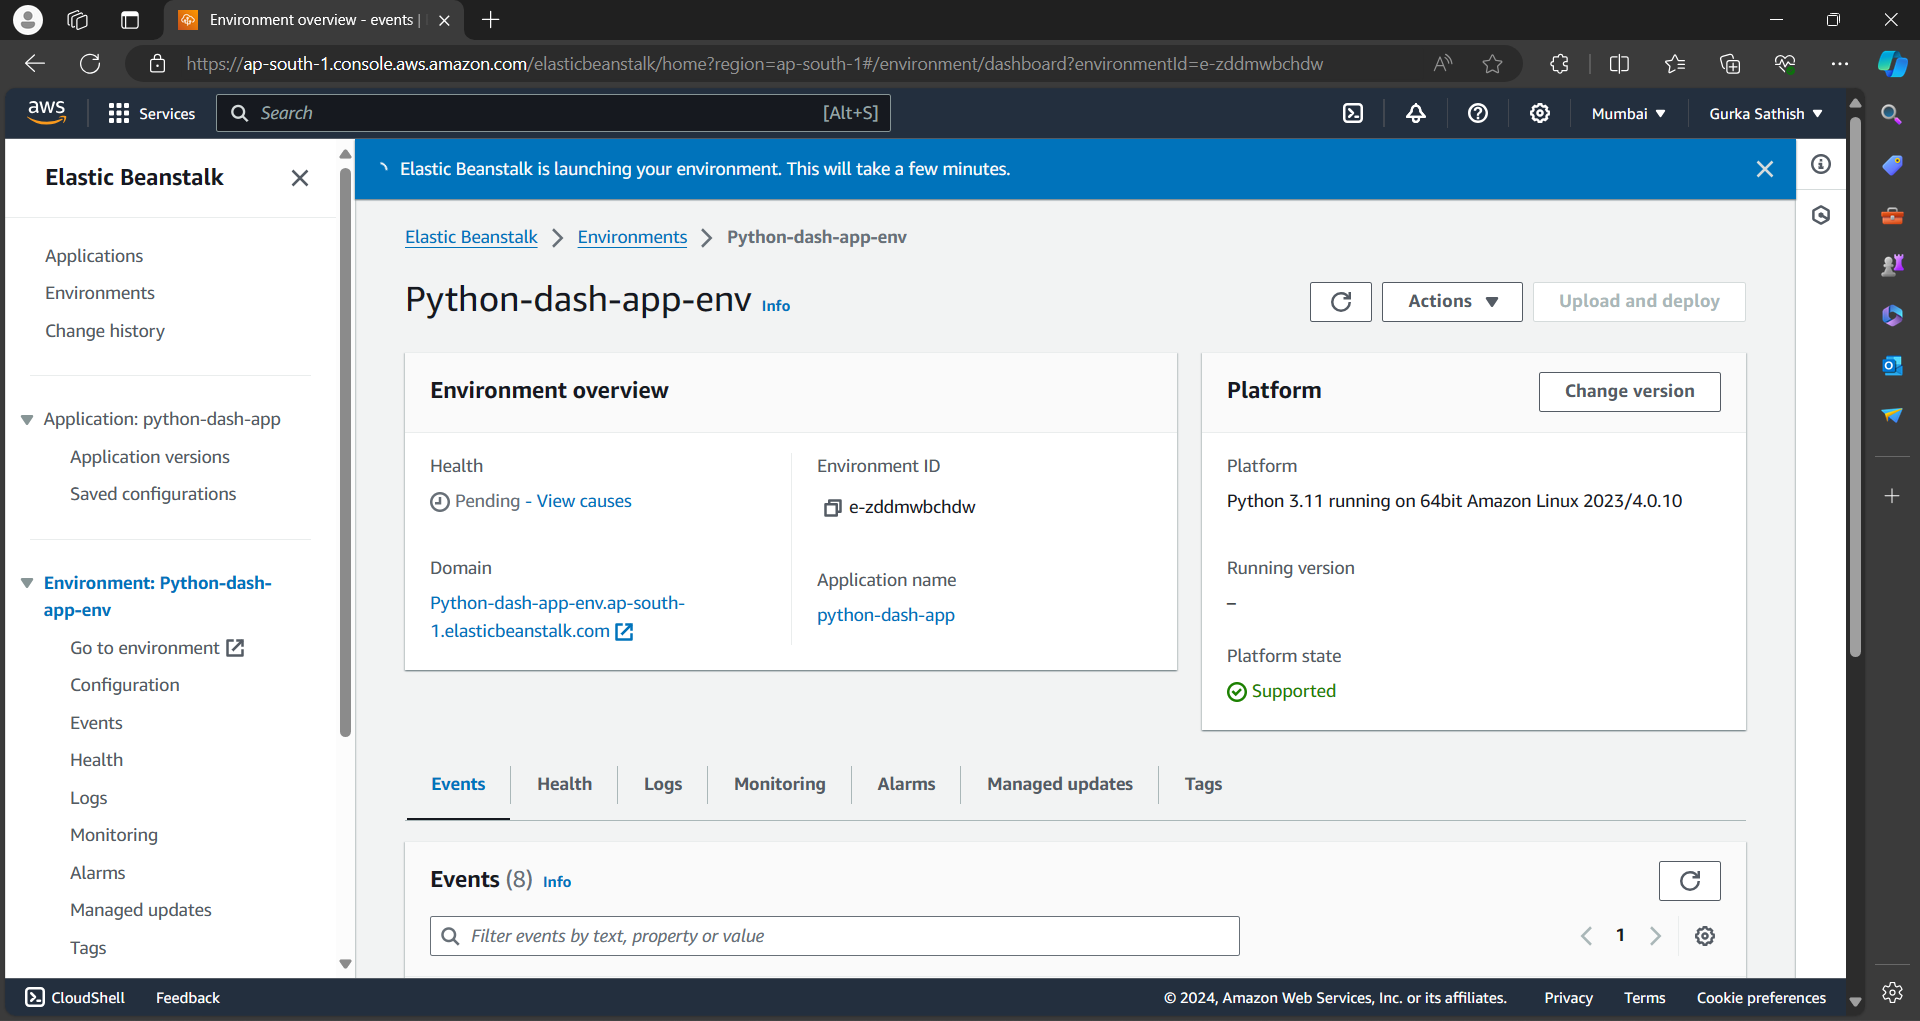 Environment overview - events |
https://ap-south-1.console.aws.amazon.com/elasticbeanstalk/home?region=ap-south-1#/environment/dashboard?environmentId=e-zddmwbchdw
aws
Services
Search
[Alt+S]
Mumbai
Gurka Sathish
Elastic Beanstalk
Applications
Environments
Change history
Application: python-dash-app
Application versions
Saved configurations
Environment: Python-dash-
app-env
Go to environment
Configuration
Events
Health
Logs
Monitoring
Alarms
Managed updates
Tags
Elastic Beanstalk is launching your environment. This will take a few minutes.
Elastic Beanstalk
Environments
Python-dash-app-env
Python-dash-app-env Info
Actions
Upload and deploy
Environment overview
Health
Pending - View causes
Domain
Python-dash-app-env.ap-south-
1.elasticbeanstalk.com
Environment ID
e-zddmwbchdw
Application name
python-dash-app
Platform
Change version
Platform
Python 3.11 running on 64bit Amazon Linux 2023/4.0.10
Running version
–
Platform state
Supported
Events
Health
Logs
Monitoring
Alarms
Managed updates
Tags
Events (8) Info
Filter events by text, property or value
1
CloudShell
Feedback
© 2024, Amazon Web Services, Inc. or its affiliates.
Privacy
Terms
Cookie preferences